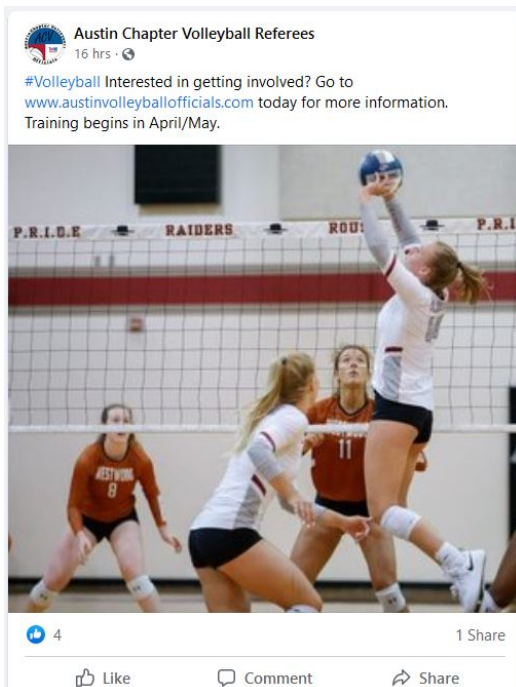 Austin Chapter Volleyball Referees
16 hrs ·
#Volleyball Interested in getting involved? Go to
www.austinvolleyballofficials.com today for more information.
Training begins in April/May.
P.R.I.D.E RAIDERS ROUS P.R.I
WESTWOOD
8
11
4
1 Share
Like Comment Share